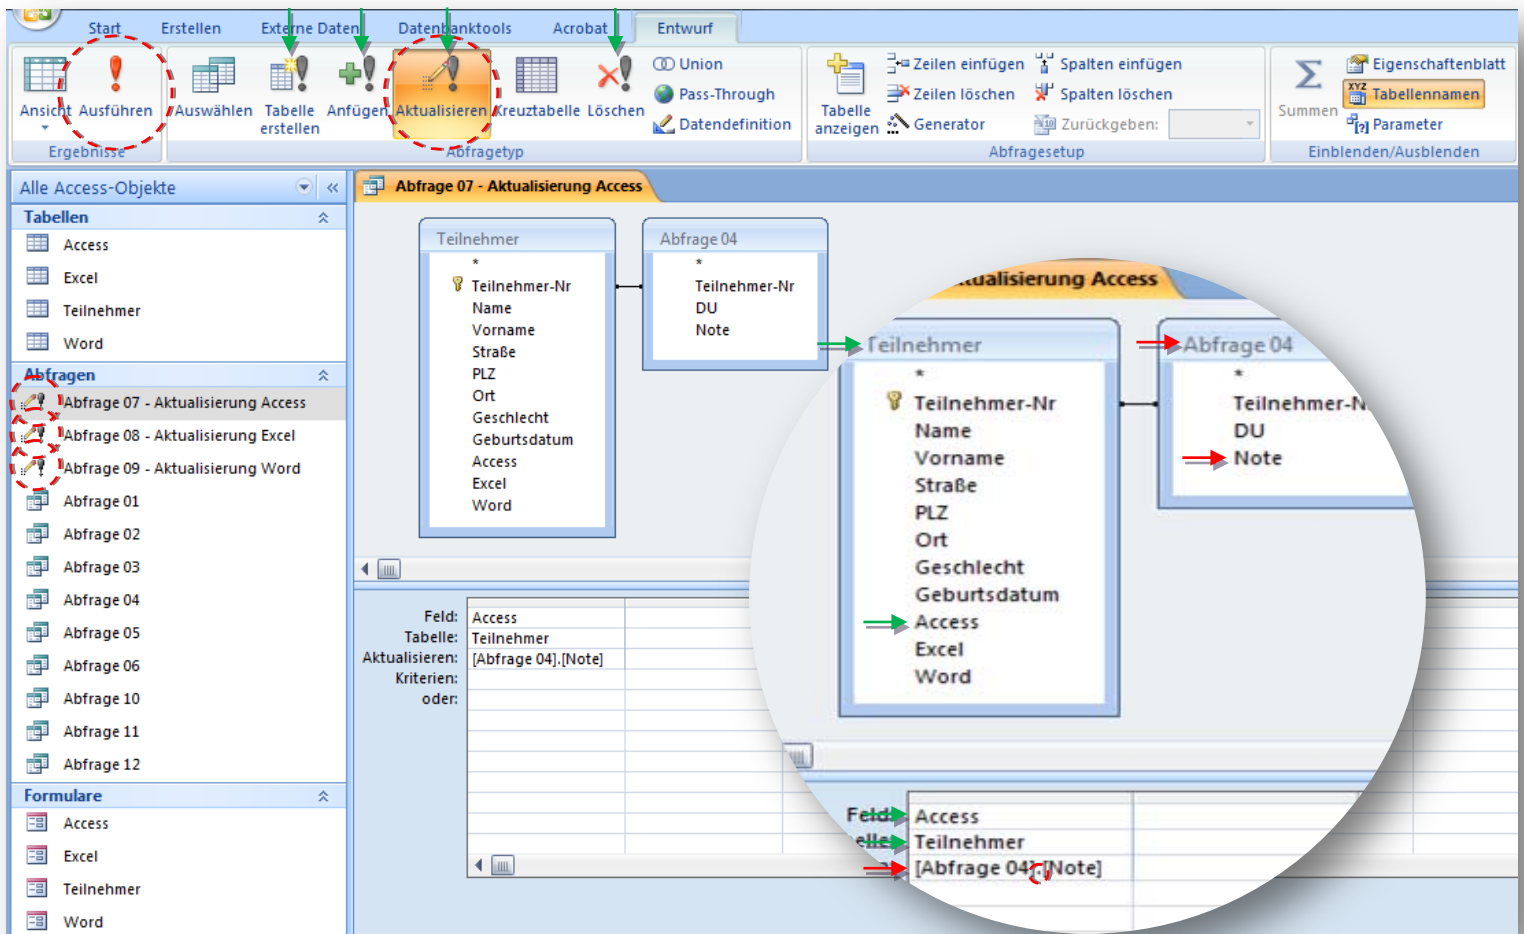 Start Erstellen Externe Daten Datenbanktools Acrobat Entwurf
Ansicht Ausführen Auswählen Tabelle erstellen Anfügen Aktualisieren Kreuztabelle Löschen
Union
Pass-Through
Datendefinition
Tabelle anzeigen
Zeilen einfügen
Zeilen löschen
Generator
Spalten einfügen
Spalten löschen
Zurückgeben:
Summen
Eigenschaftenblatt
XYZ Tabellennamen
[?] Parameter
Ergebnisse Abfragetyp Abfragesetup Einblenden/Ausblenden
Alle Access-Objekte
Tabellen
Access
Excel
Teilnehmer
Word
Abfragen
Abfrage 07 - Aktualisierung Access
Abfrage 08 - Aktualisierung Excel
Abfrage 09 - Aktualisierung Word
Abfrage 01
Abfrage 02
Abfrage 03
Abfrage 04
Abfrage 05
Abfrage 06
Abfrage 10
Abfrage 11
Abfrage 12
Formulare
Access
Excel
Teilnehmer
Word
Abfrage 07 - Aktualisierung Access
Teilnehmer
*
Teilnehmer-Nr
Name
Vorname
Straße
PLZ
Ort
Geschlecht
Geburtsdatum
Access
Excel
Word
Abfrage 04
*
Teilnehmer-Nr
DU
Note
Feld: Access
Tabelle: Teilnehmer
Aktualisieren: [Abfrage 04].[Note]
Kriterien:
oder:
tualisierung Access
Teilnehmer
*
Teilnehmer-Nr
Name
Vorname
Straße
PLZ
Ort
Geschlecht
Geburtsdatum
Access
Excel
Word
Abfrage 04
*
Teilnehmer-N
DU
Note
Feld: Access
elle: Teilnehmer
[Abfrage 04].[Note]